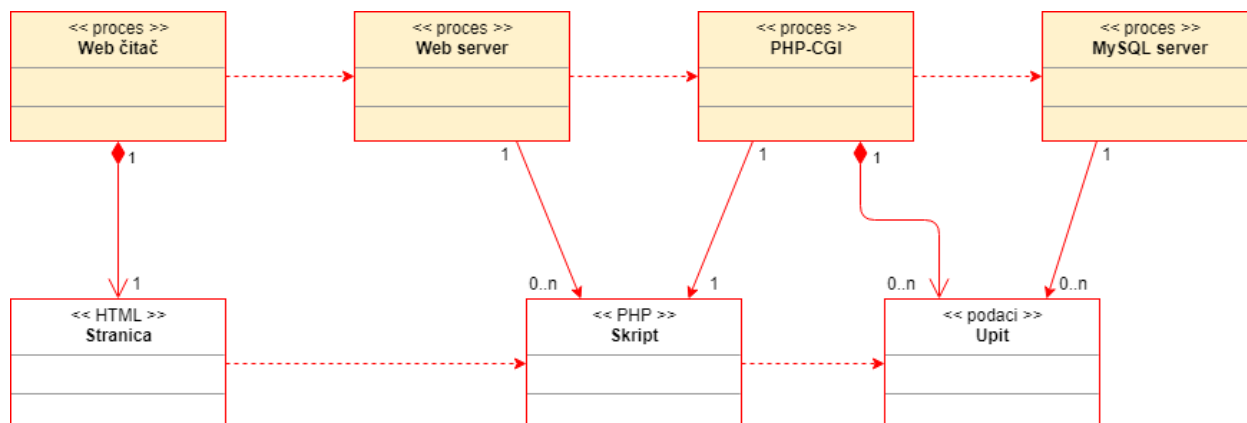 << proces >>
Web čitač
<< proces >>
Web server
<< proces >>
PHP-CGI
<< proces >>
MySQL server
1
1
1
1
1
1
0..n
1
0..n
0..n
<< HTML >>
Stranica
<< PHP >>
Skript
<< podaci >>
Upit